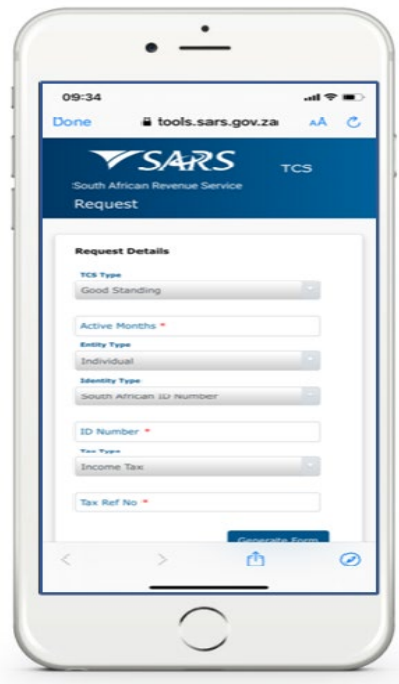 09:34
Done tools.sars.gov.za AA
SARS TCS
South African Revenue Service
Request
Request Details
TCS Type
Good Standing
Active Months *
Entity Type
Individual
Identity Type
South African ID Number
ID Number *
Tax Type
Income Tax
Tax Ref No *
Generate Form